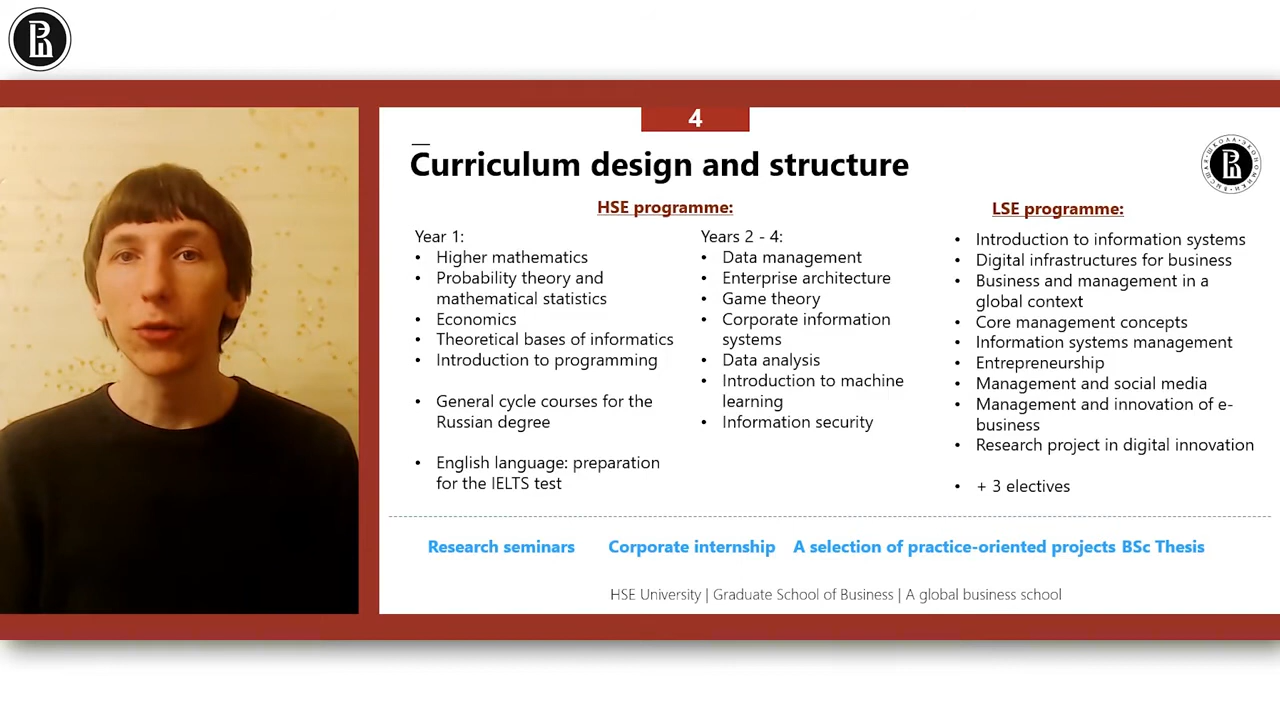 4
Curriculum design and structure
HSE programme:
Year 1:
• Higher mathematics
• Probability theory and
mathematical statistics
• Economics
• Theoretical bases of informatics
• Introduction to programming
• General cycle courses for the
Russian degree
• English language: preparation
for the IELTS test
Years 2 - 4:
• Data management
• Enterprise architecture
• Game theory
• Corporate information
systems
• Data analysis
• Introduction to machine
learning
• Information security
LSE programme:
• Introduction to information systems
• Digital infrastructures for business
• Business and management in a
global context
• Core management concepts
• Information systems management
• Entrepreneurship
• Management and social media
• Management and innovation of e-
business
• Research project in digital innovation
• + 3 electives
Research seminars
Corporate internship
A selection of practice-oriented projects
BSc Thesis
HSE University | Graduate School of Business | A global business school
ВЫСШАЯ ШКОЛА ЭКОНОМИКИ